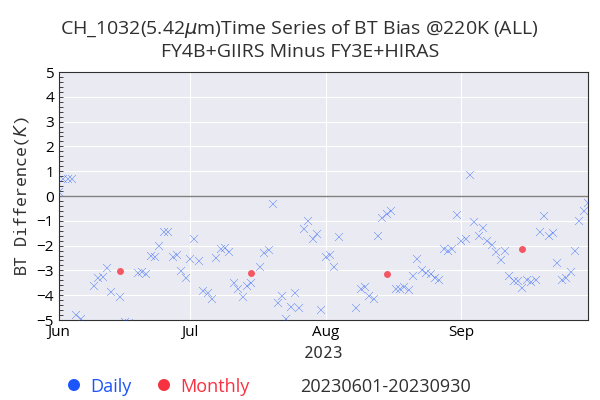 CH_1032(5.42μm)Time Series of BT Bias @220K (ALL)
FY4B+GIIRS Minus FY3E+HIRAS
5
4
3
2
1
0
−1
−2
−3
−4
−5
BT Difference(K)
Jun Jul Aug Sep
2023
Daily Monthly 20230601-20230930